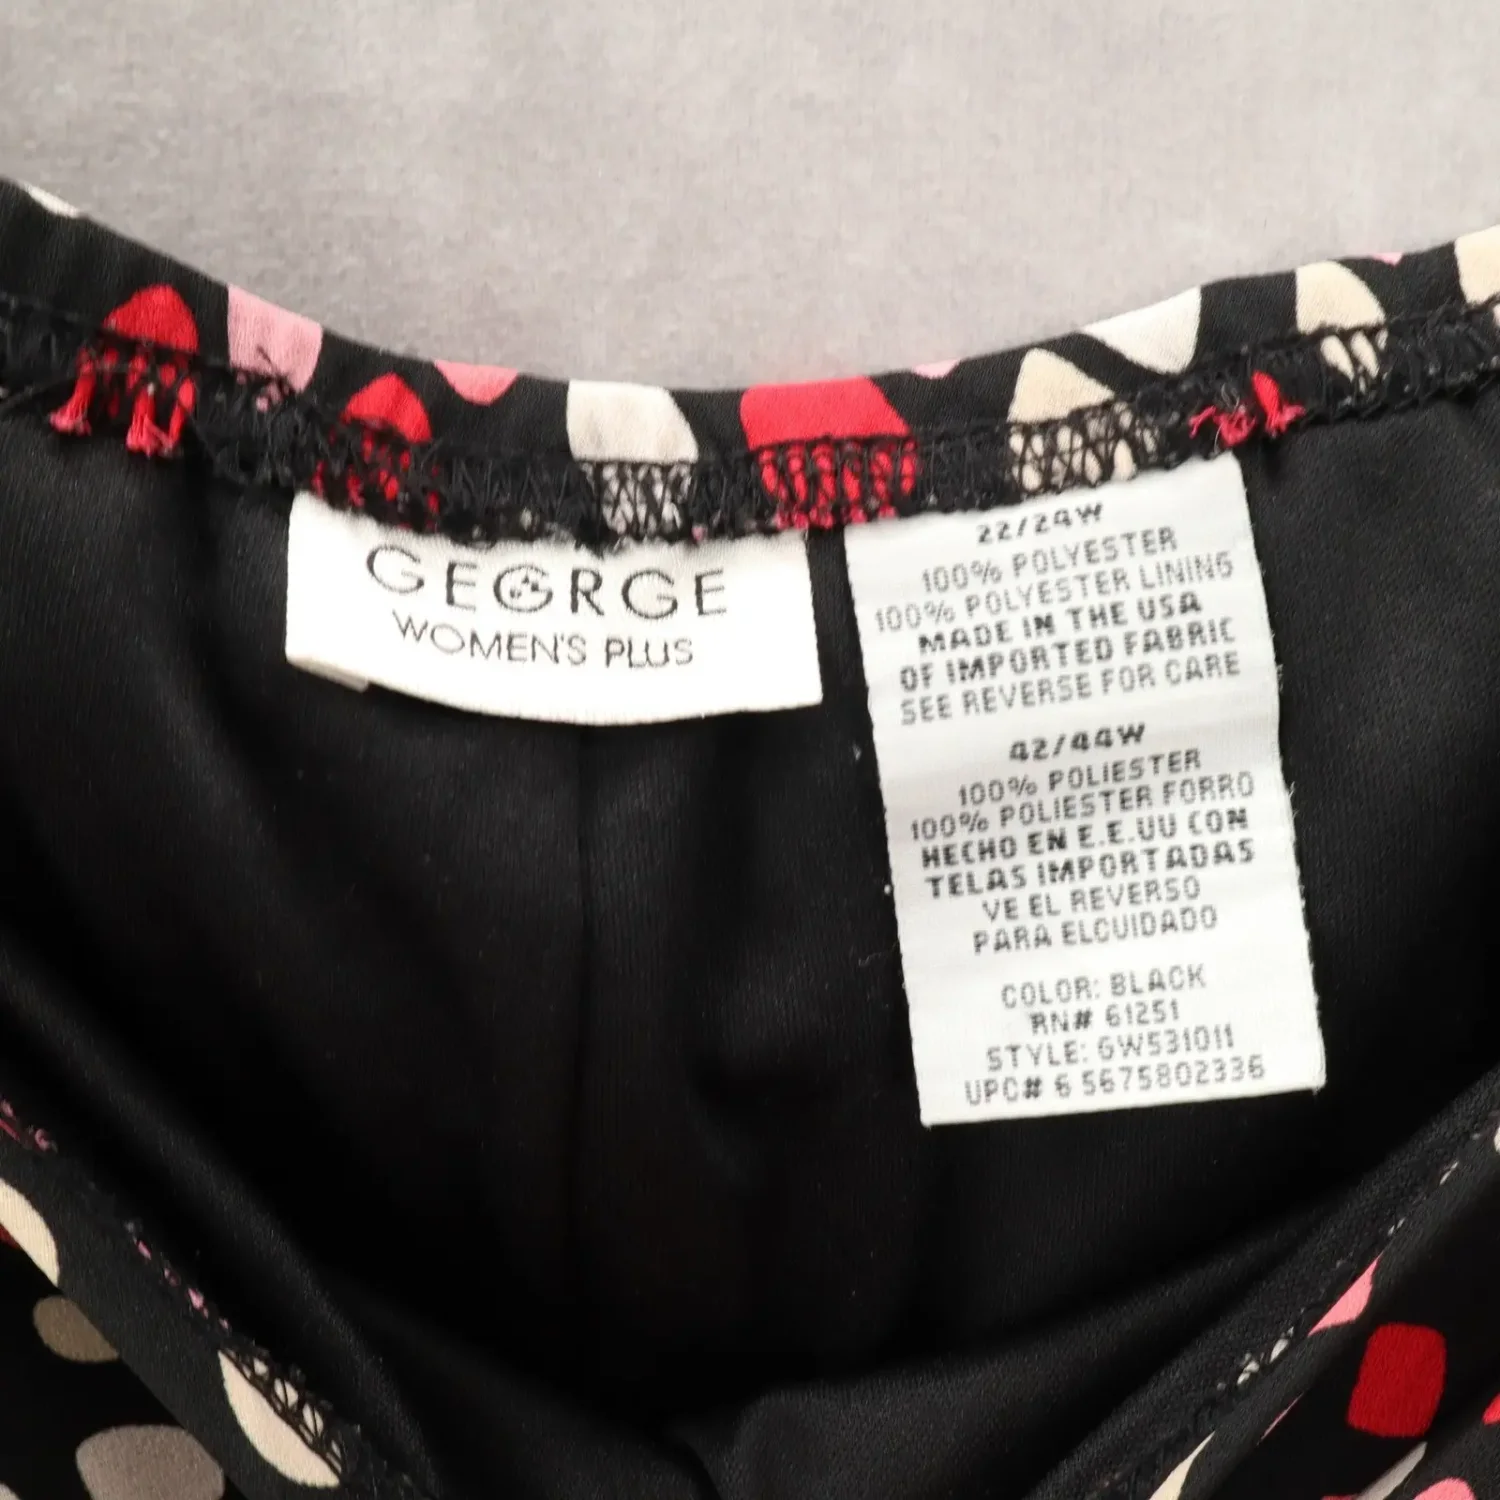 GEORGE
WOMEN'S PLUS
22/24W
100% POLYESTER
100% POLYESTER LINING
MADE IN THE USA
OF IMPORTED FABRIC
SEE REVERSE FOR CARE
42/44W
100% POLIESTER
100% POLIESTER FORRO
HECHO EN E.E.UU CON
TELAS IMPORTADAS
VE EL REVERSO
PARA ELCUIDADO
COLOR: BLACK
RN# 61251
STYLE: GW531011
UPC# 6 5675802336